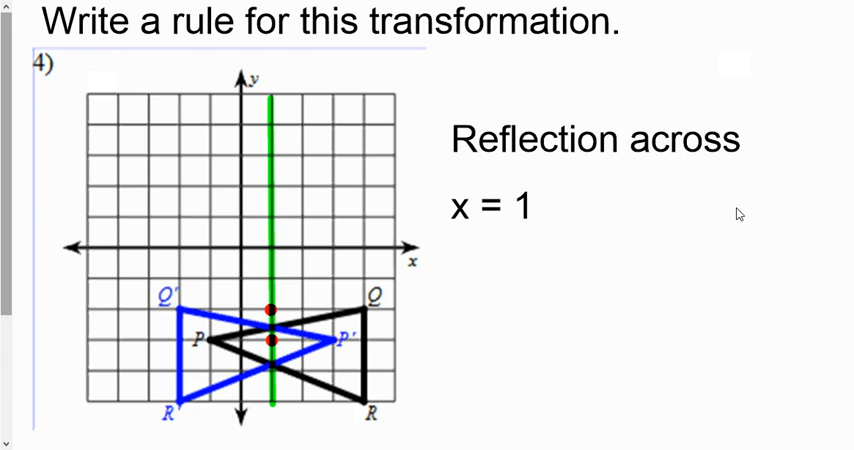 Write a rule for this transformation.
4)
y
Reflection across
x = 1
x
Q'
Q
P
P'
R'
R